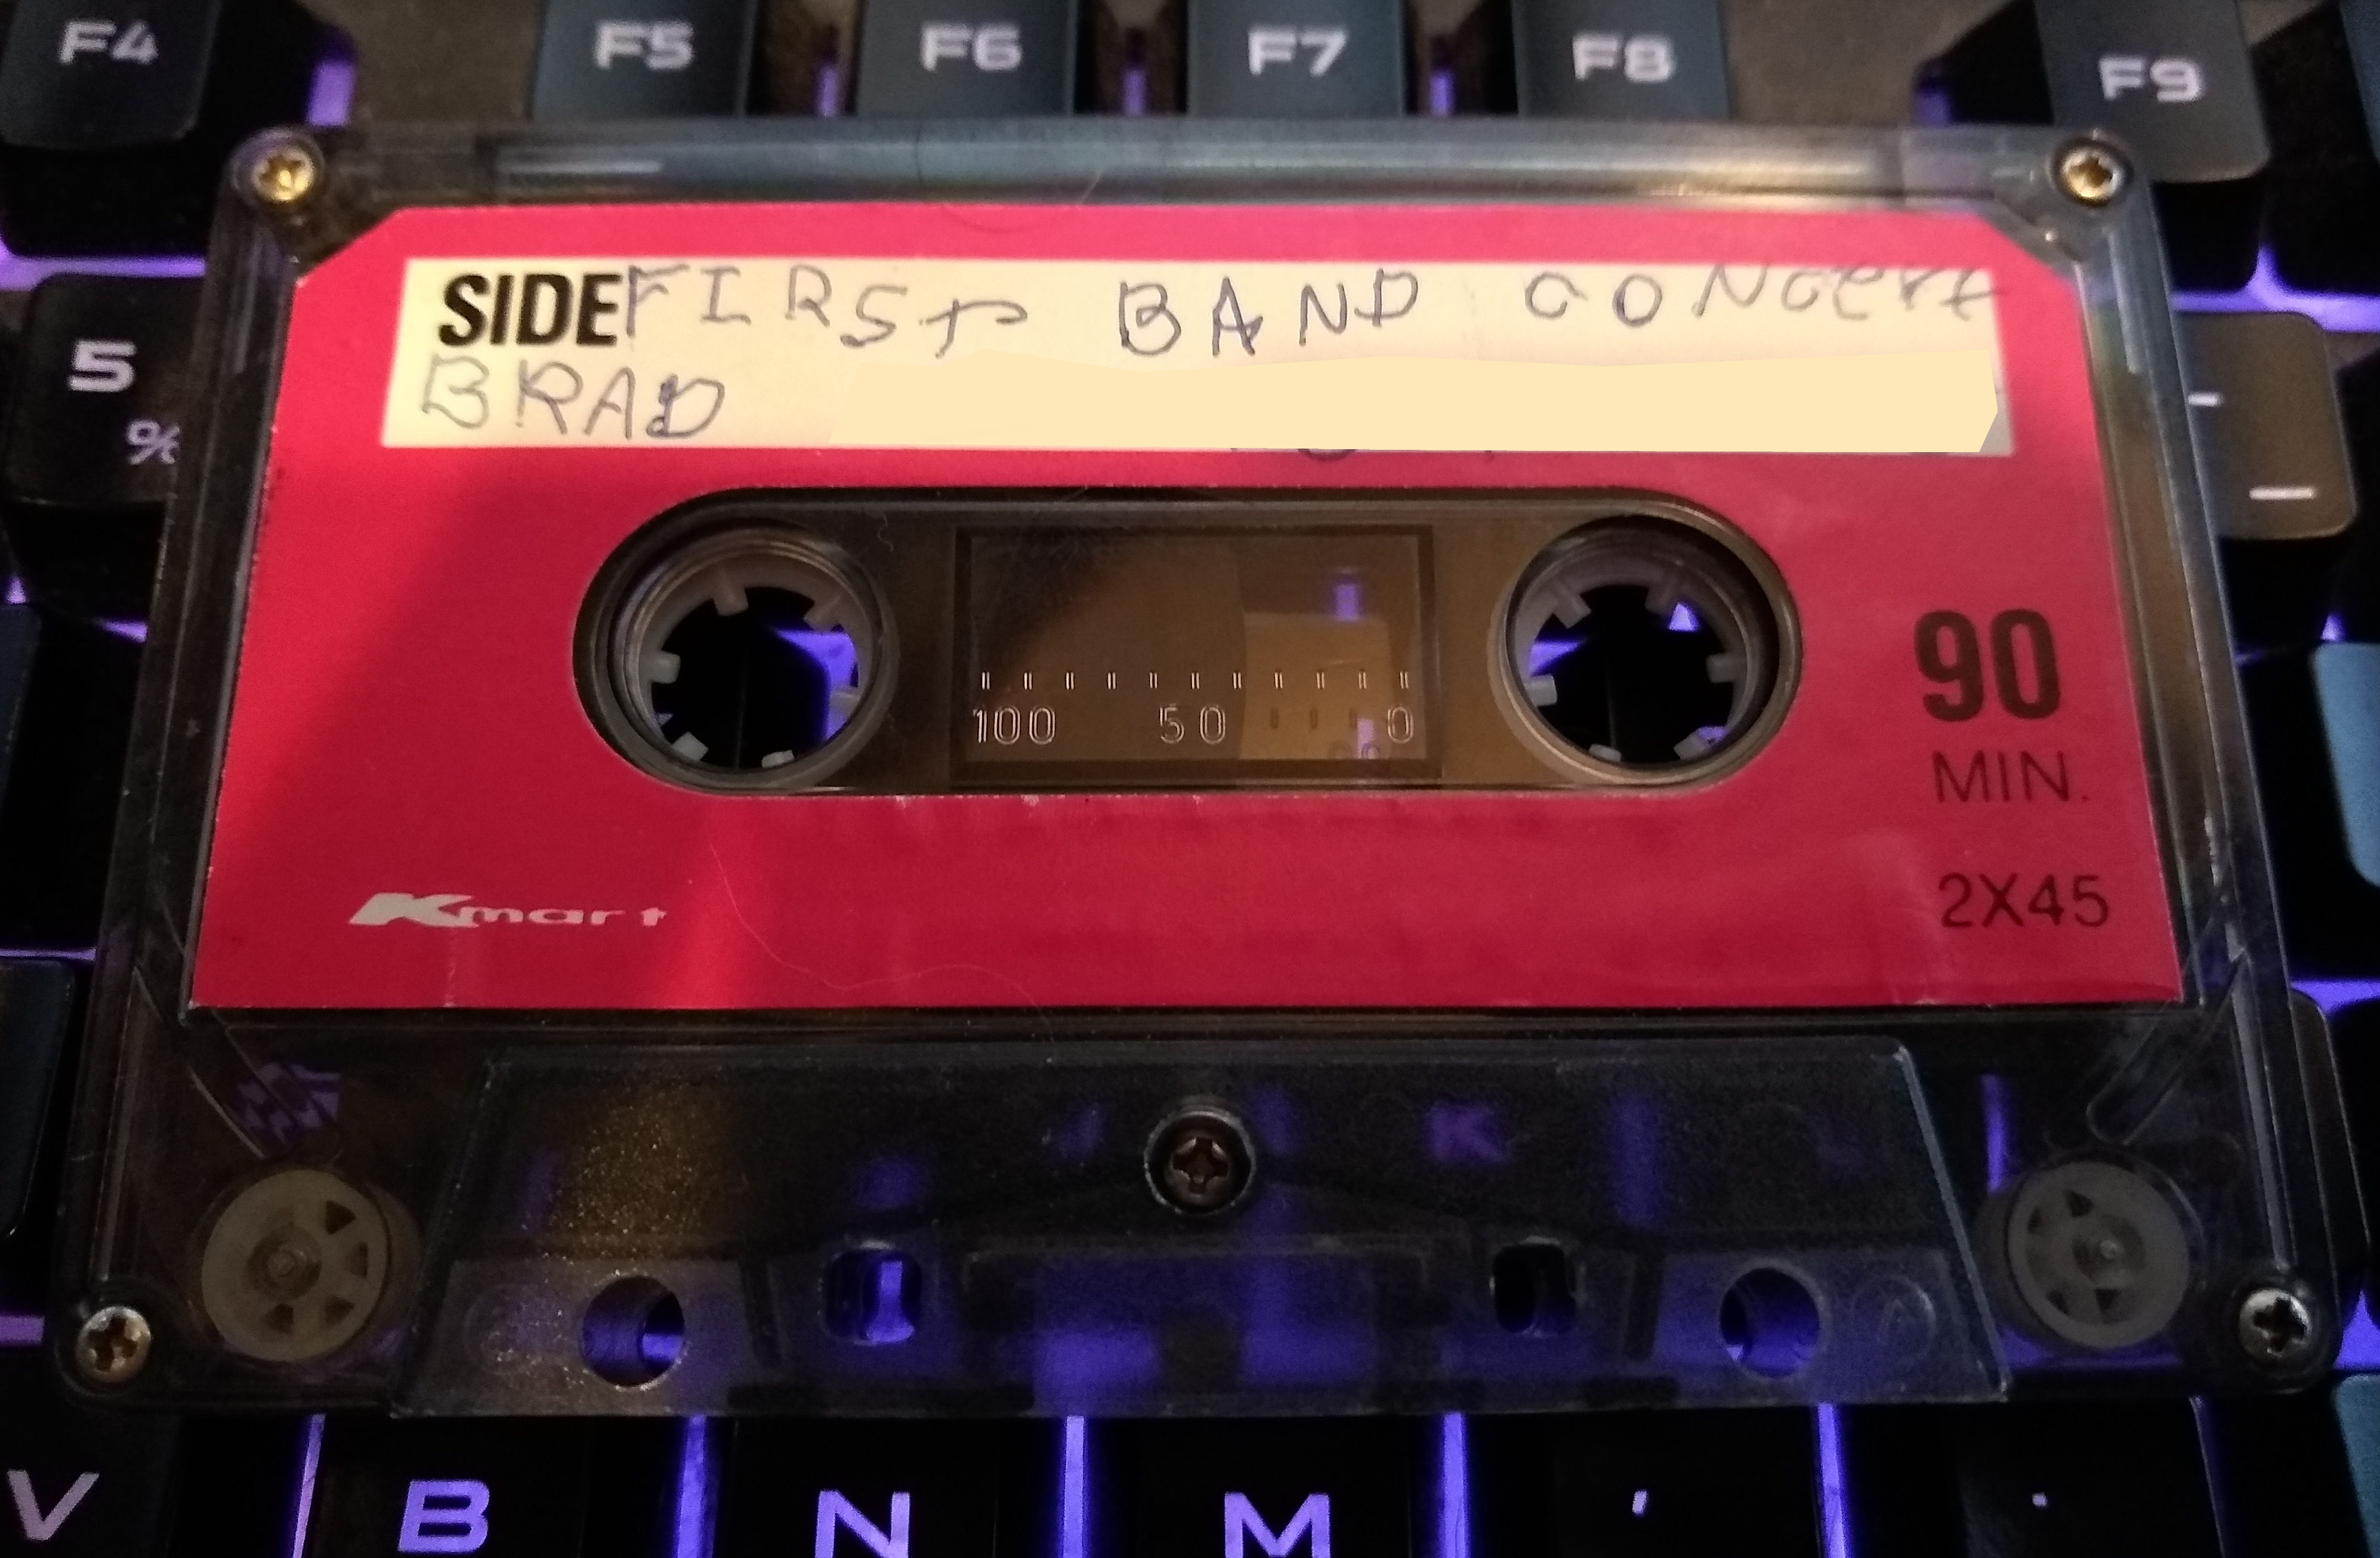 F4 F5 F6 F7 F8 F9
SIDE FIRST BAND CONCERT
BRAD
5
%
100 50 0
90
MIN.
2X45
Kmart
K
V B N M